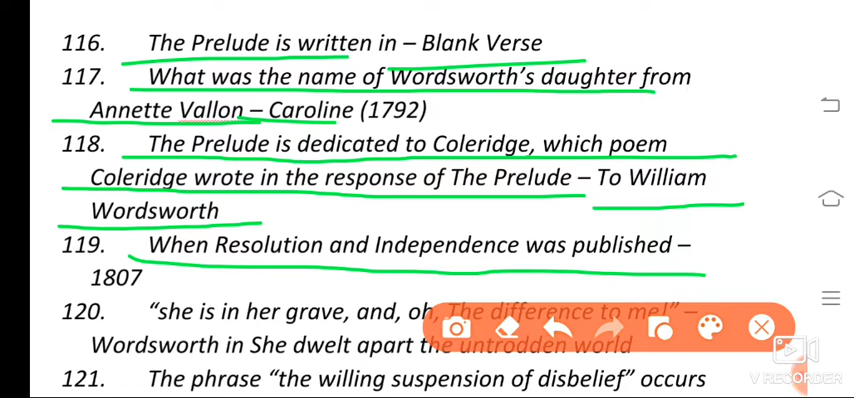 116. The Prelude is written in – Blank Verse
117. What was the name of Wordsworth's daughter from
Annette Vallon – Caroline (1792)
118. The Prelude is dedicated to Coleridge, which poem
Coleridge wrote in the response of The Prelude – To William
Wordsworth
119. When Resolution and Independence was published –
1807
120. "she is in her grave, and, oh, The difference to me!" –
Wordsworth in She dwelt apart the untrodden world
121. The phrase "the willing suspension of disbelief" occurs
V RECORDER